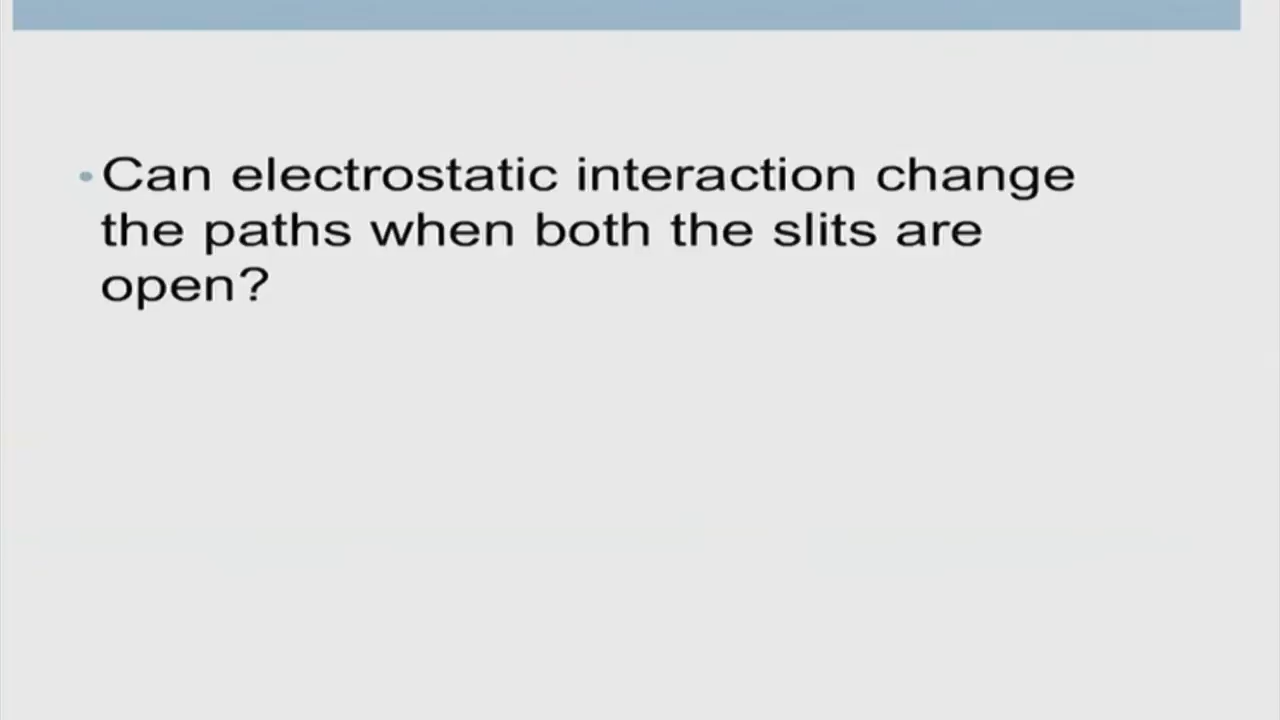 •Can electrostatic interaction change
the paths when both the slits are
open?